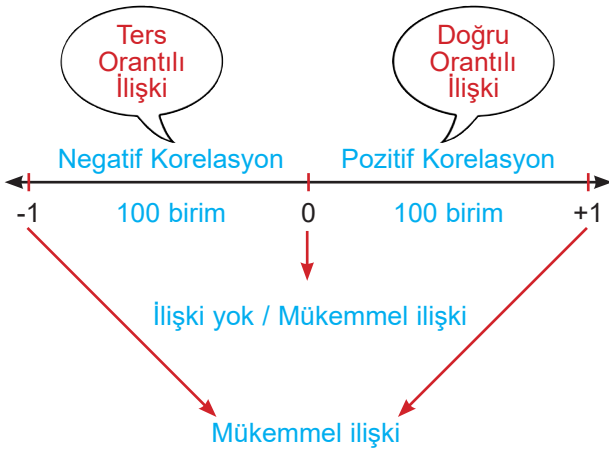 Ters
Orantılı
İlişki
Doğru
Orantılı
İlişki
Negatif Korelasyon
Pozitif Korelasyon
-1
100 birim
0
100 birim
+1
İlişki yok / Mükemmel ilişki
Mükemmel ilişki